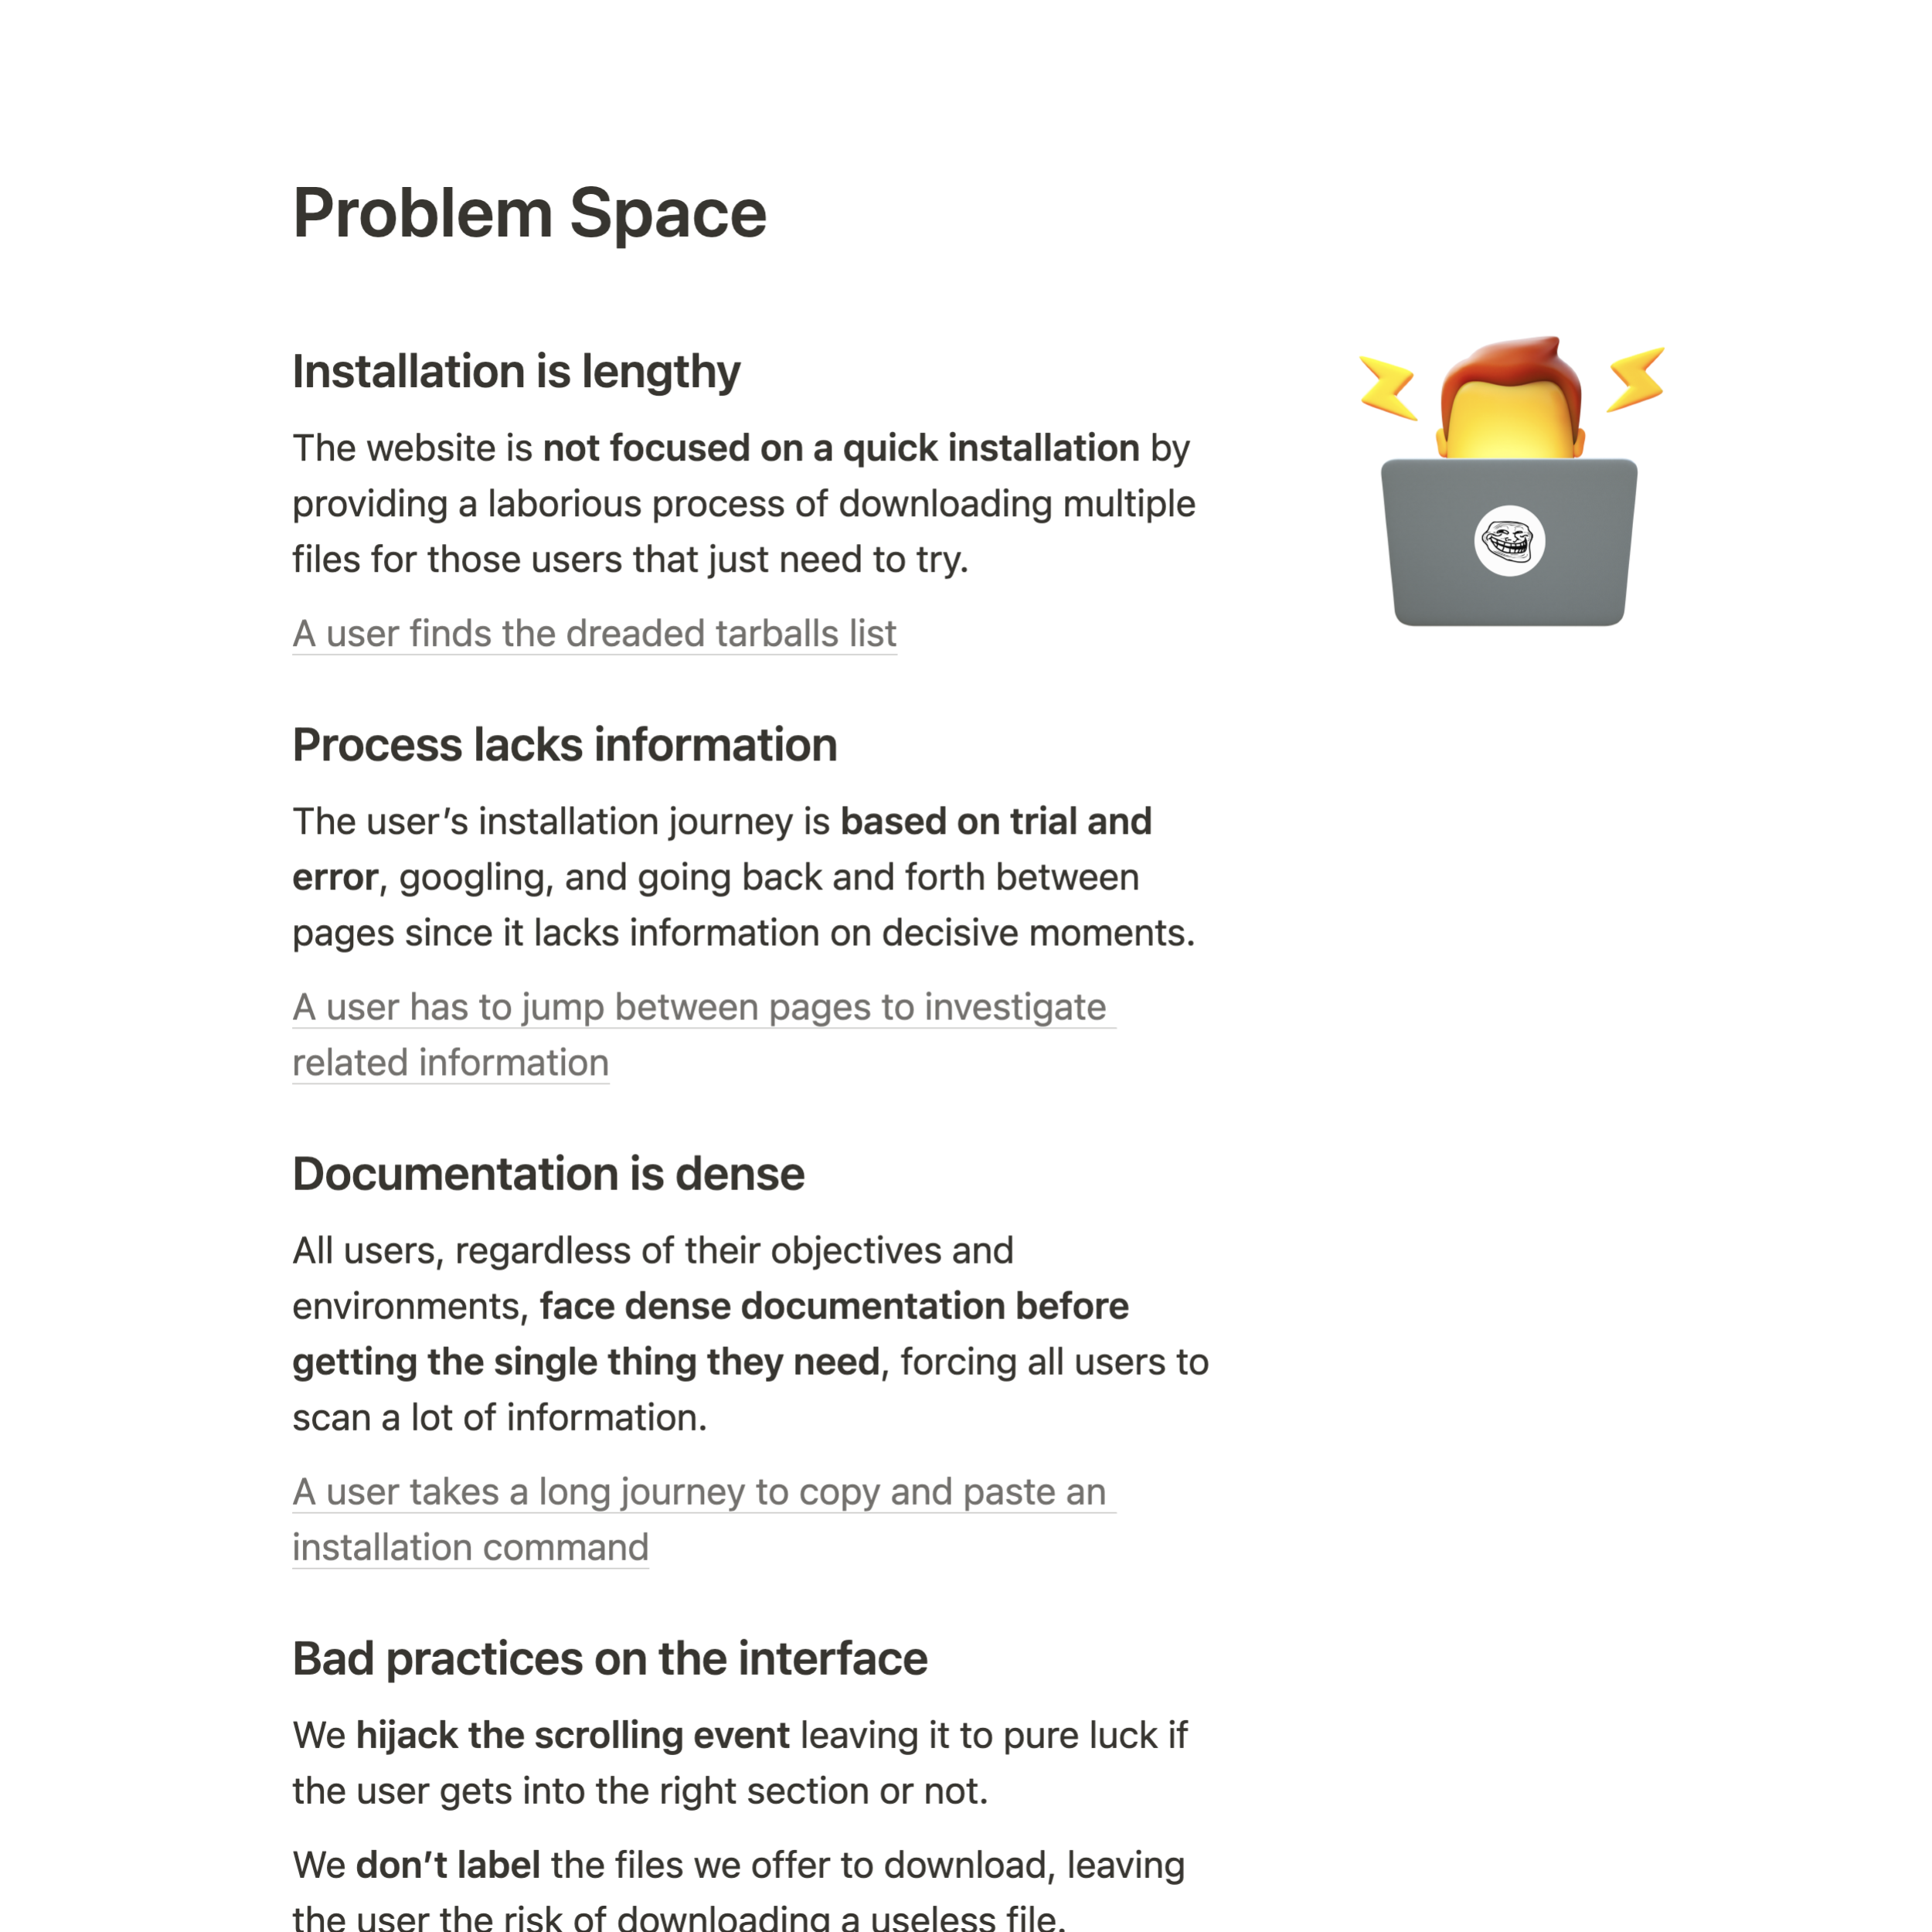 Problem Space
Installation is lengthy
The website is not focused on a quick installation by
providing a laborious process of downloading multiple
files for those users that just need to try.
A user finds the dreaded tarballs list
Process lacks information
The user’s installation journey is based on trial and
error, googling, and going back and forth between
pages since it lacks information on decisive moments.
A user has to jump between pages to investigate
related information
Documentation is dense
All users, regardless of their objectives and
environments, face dense documentation before
getting the single thing they need, forcing all users to
scan a lot of information.
A user takes a long journey to copy and paste an
installation command
Bad practices on the interface
We hijack the scrolling event leaving it to pure luck if
the user gets into the right section or not.
We don’t label the files we offer to download, leaving
the user the risk of downloading a useless file.